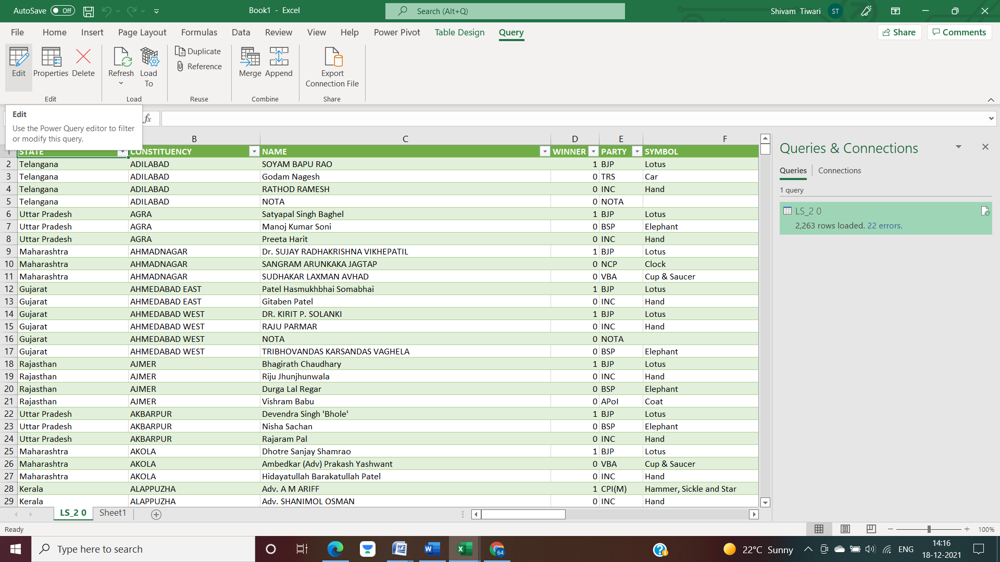 AutoSave Off
Book1 - Excel
Search (Alt+Q)
Shivam Tiwari ST
File Home Insert Page Layout Formulas Data Review View Help Power Pivot Table Design Query
Share Comments
Edit Properties Delete
Refresh Load To
Duplicate
Reference
Merge Append
Export Connection File
Edit Load Reuse Combine Share
Edit
Use the Power Query editor to filter
or modify this query.
fx
B C D E F
1 STATE CONSTITUENCY NAME WINNER PARTY SYMBOL
2 Telangana ADILABAD SOYAM BAPU RAO 1 BJP Lotus
3 Telangana ADILABAD Godam Nagesh 0 TRS Car
4 Telangana ADILABAD RATHOD RAMESH 0 INC Hand
5 Telangana ADILABAD NOTA 0 NOTA
6 Uttar Pradesh AGRA Satyapal Singh Baghel 1 BJP Lotus
7 Uttar Pradesh AGRA Manoj Kumar Soni 0 BSP Elephant
8 Uttar Pradesh AGRA Preeta Harit 0 INC Hand
9 Maharashtra AHMADNAGAR Dr. SUJAY RADHAKRISHNA VIKHEPATIL 1 BJP Lotus
10 Maharashtra AHMADNAGAR SANGRAM ARUNKAKA JAGTAP 0 NCP Clock
11 Maharashtra AHMADNAGAR SUDHAKAR LAXMAN AVHAD 0 VBA Cup & Saucer
12 Gujarat AHMEDABAD EAST Patel Hasmukhbhai Somabhai 1 BJP Lotus
13 Gujarat AHMEDABAD EAST Gitaben Patel 0 INC Hand
14 Gujarat AHMEDABAD WEST DR. KIRIT P. SOLANKI 1 BJP Lotus
15 Gujarat AHMEDABAD WEST RAJU PARMAR 0 INC Hand
16 Gujarat AHMEDABAD WEST NOTA 0 NOTA
17 Gujarat AHMEDABAD WEST TRIBHOVANDAS KARSANDAS VAGHELA 0 BSP Elephant
18 Rajasthan AJMER Bhagirath Chaudhary 1 BJP Lotus
19 Rajasthan AJMER Riju Jhunjhunwala 0 INC Hand
20 Rajasthan AJMER Durga Lal Regar 0 BSP Elephant
21 Rajasthan AJMER Vishram Babu 0 APoI Coat
22 Uttar Pradesh AKBARPUR Devendra Singh 'Bhole' 1 BJP Lotus
23 Uttar Pradesh AKBARPUR Nisha Sachan 0 BSP Elephant
24 Uttar Pradesh AKBARPUR Rajaram Pal 0 INC Hand
25 Maharashtra AKOLA Dhotre Sanjay Shamrao 1 BJP Lotus
26 Maharashtra AKOLA Ambedkar (Adv) Prakash Yashwant 0 VBA Cup & Saucer
27 Maharashtra AKOLA Hidayatullah Barakatullah Patel 0 INC Hand
28 Kerala ALAPPUZHA Adv. A M ARIFF 1 CPI(M) Hammer, Sickle and Star
29 Kerala ALAPPUZHA Adv. SHANIMOL OSMAN 0 INC Hand
Queries & Connections
Queries Connections
1 query
LS_2 0
2,263 rows loaded. 22 errors.
LS_2 0 Sheet1
Ready
100%
Type here to search
64
22°C Sunny
ENG
14:16
18-12-2021